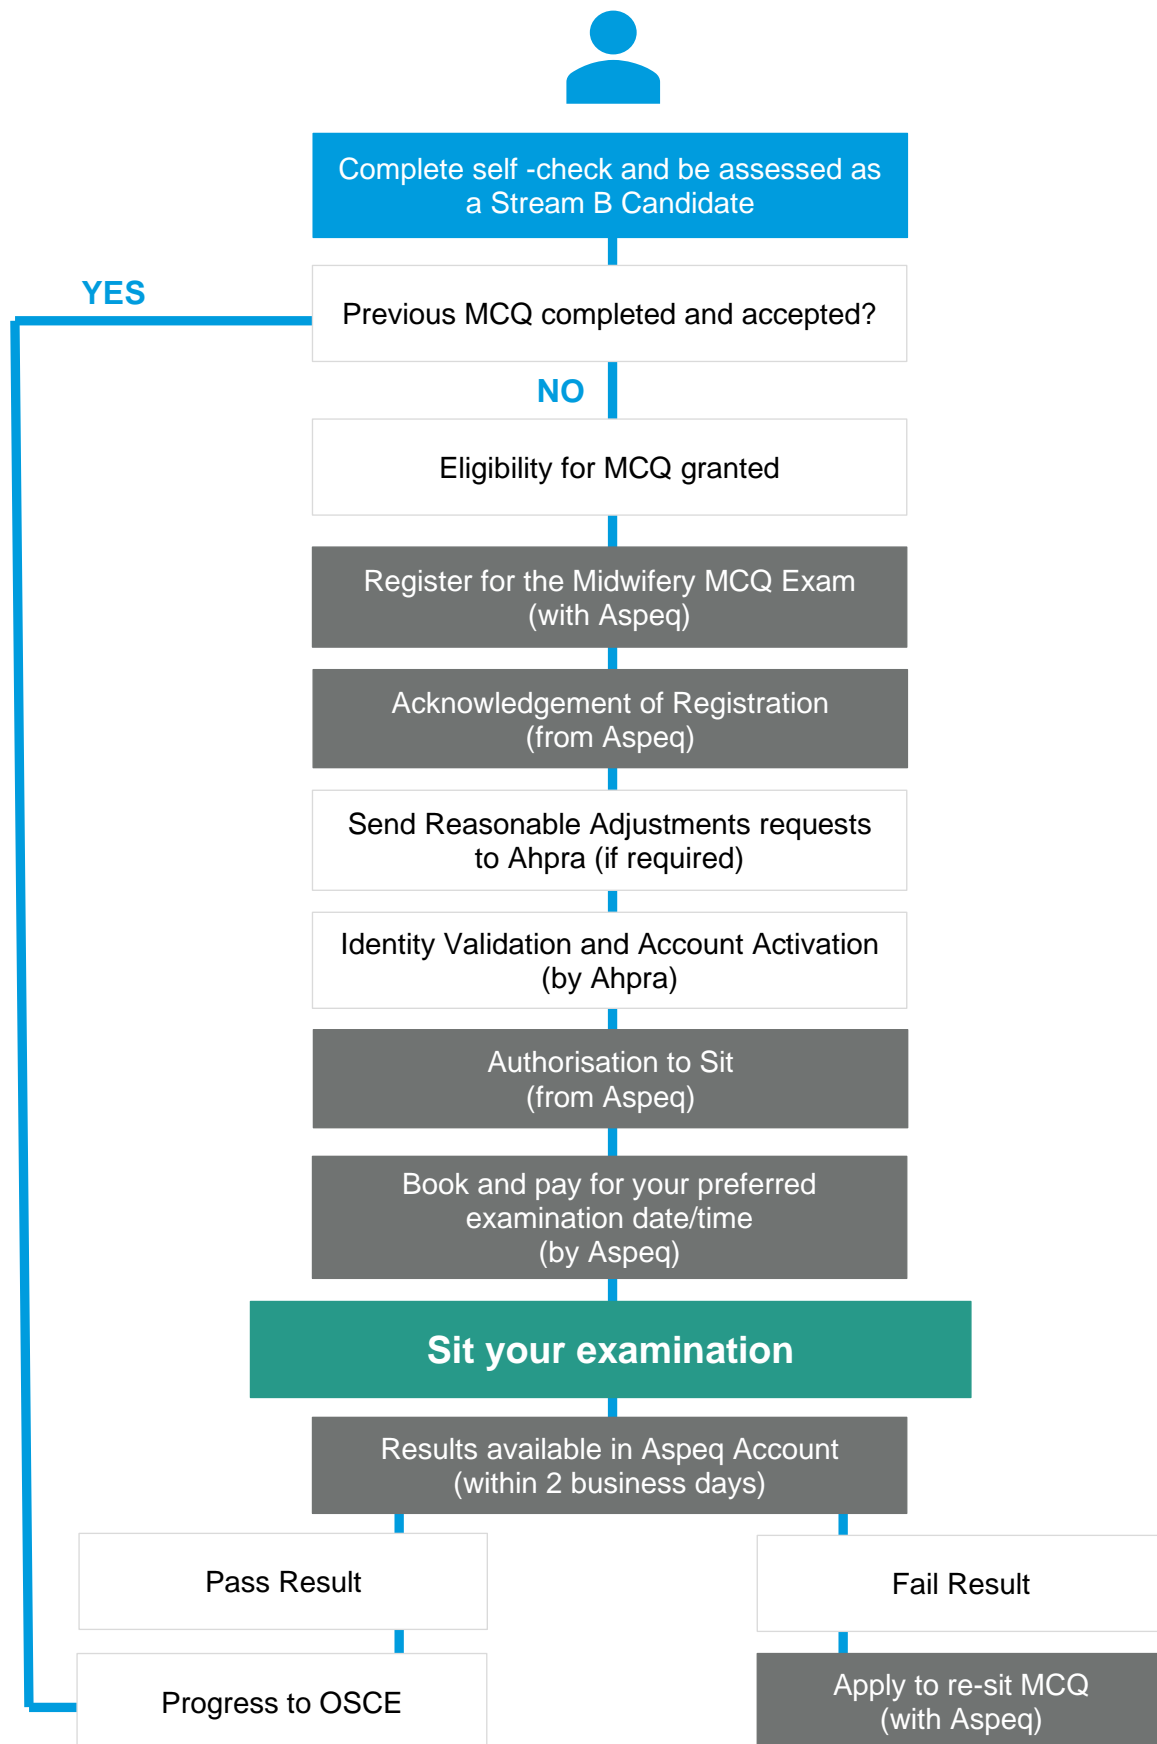 Complete self -check and be assessed as
a Stream B Candidate
YES
Previous MCQ completed and accepted?
NO
Eligibility for MCQ granted
Register for the Midwifery MCQ Exam
(with Aspeq)
Acknowledgement of Registration
(from Aspeq)
Send Reasonable Adjustments requests
to Ahpra (if required)
Identity Validation and Account Activation
(by Ahpra)
Authorisation to Sit
(from Aspeq)
Book and pay for your preferred
examination date/time
(by Aspeq)
Sit your examination
Results available in Aspeq Account
(within 2 business days)
Pass Result
Fail Result
Progress to OSCE
Apply to re-sit MCQ
(with Aspeq)